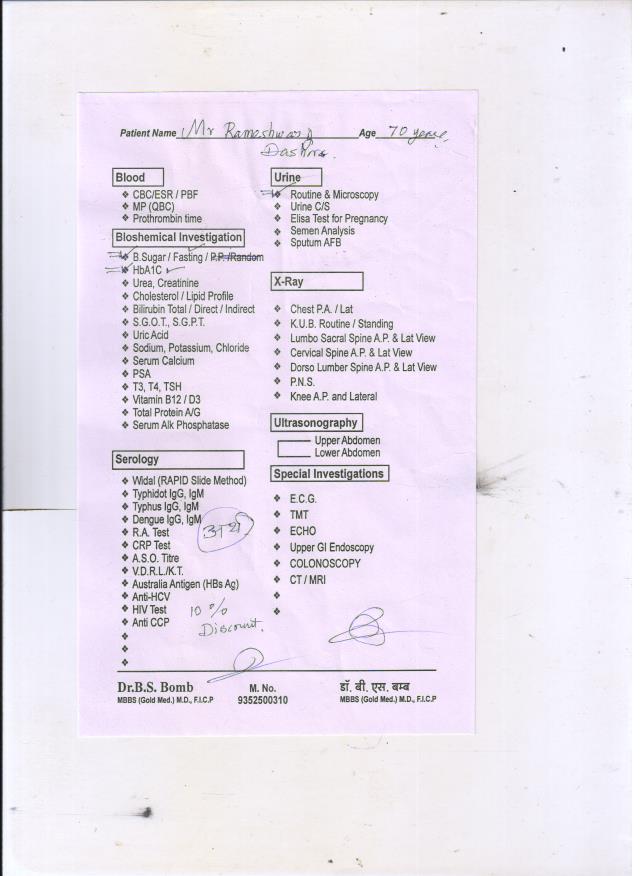 Patient Name Mr Rameshwar D Age 70 years
Blood
❖ CBC/ESR / PBF
❖ MP (QBC)
❖ Prothrombin time
Bloshemical Investigation
❖ B.Sugar / Fasting / P.P. /Random
❖ HbA1C ✓
❖ Urea, Creatinine
❖ Cholesterol / Lipid Profile
❖ Bilirubin Total / Direct / Indirect
❖ S.G.O.T., S.G.P.T.
❖ Uric Acid
❖ Sodium, Potassium, Chloride
❖ Serum Calcium
❖ PSA
❖ T3, T4, TSH
❖ Vitamin B12 / D3
❖ Total Protein A/G
❖ Serum Alk Phosphatase
Serology
❖ Widal (RAPID Slide Method)
❖ Typhidot IgG, IgM
❖ Typhus IgG, IgM
❖ Dengue IgG, IgM
❖ R.A. Test
❖ CRP Test
❖ A.S.O. Titre
❖ V.D.R.L./K.T.
❖ Australia Antigen (HBs Ag)
❖ Anti-HCV
❖ HIV Test
❖ Anti CCP
10 %
Discount.
Urine
❖ Routine & Microscopy
❖ Urine C/S
❖ Elisa Test for Pregnancy
❖ Semen Analysis
❖ Sputum AFB
X-Ray
❖ Chest P.A. / Lat
❖ K.U.B. Routine / Standing
❖ Lumbo Sacral Spine A.P. & Lat View
❖ Cervical Spine A.P. & Lat View
❖ Dorso Lumber Spine A.P. & Lat View
❖ P.N.S.
❖ Knee A.P. and Lateral
Ultrasonography
Upper Abdomen
Lower Abdomen
Special Investigations
❖ E.C.G.
❖ TMT
❖ ECHO
❖ Upper GI Endoscopy
❖ COLONOSCOPY
❖ CT / MRI
Dr.B.S. Bomb
MBBS (Gold Med.) M.D., F.I.C.P
M. No.
9352500310
डॉ. बी. एस. बम्ब
MBBS (Gold Med.) M.D., F.I.C.P